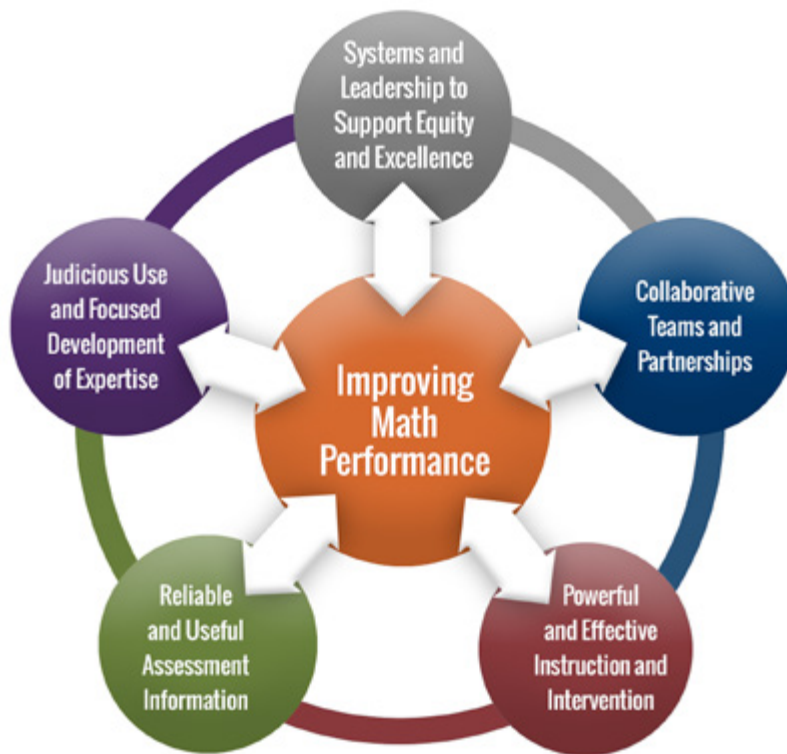 Systems and
Leadership to
Support Equity
and Excellence
Collaborative
Teams and
Partnerships
Powerful
and Effective
Instruction and
Intervention
Reliable
and Useful
Assessment
Information
Judicious Use
and Focused
Development
of Expertise
Improving
Math
Performance